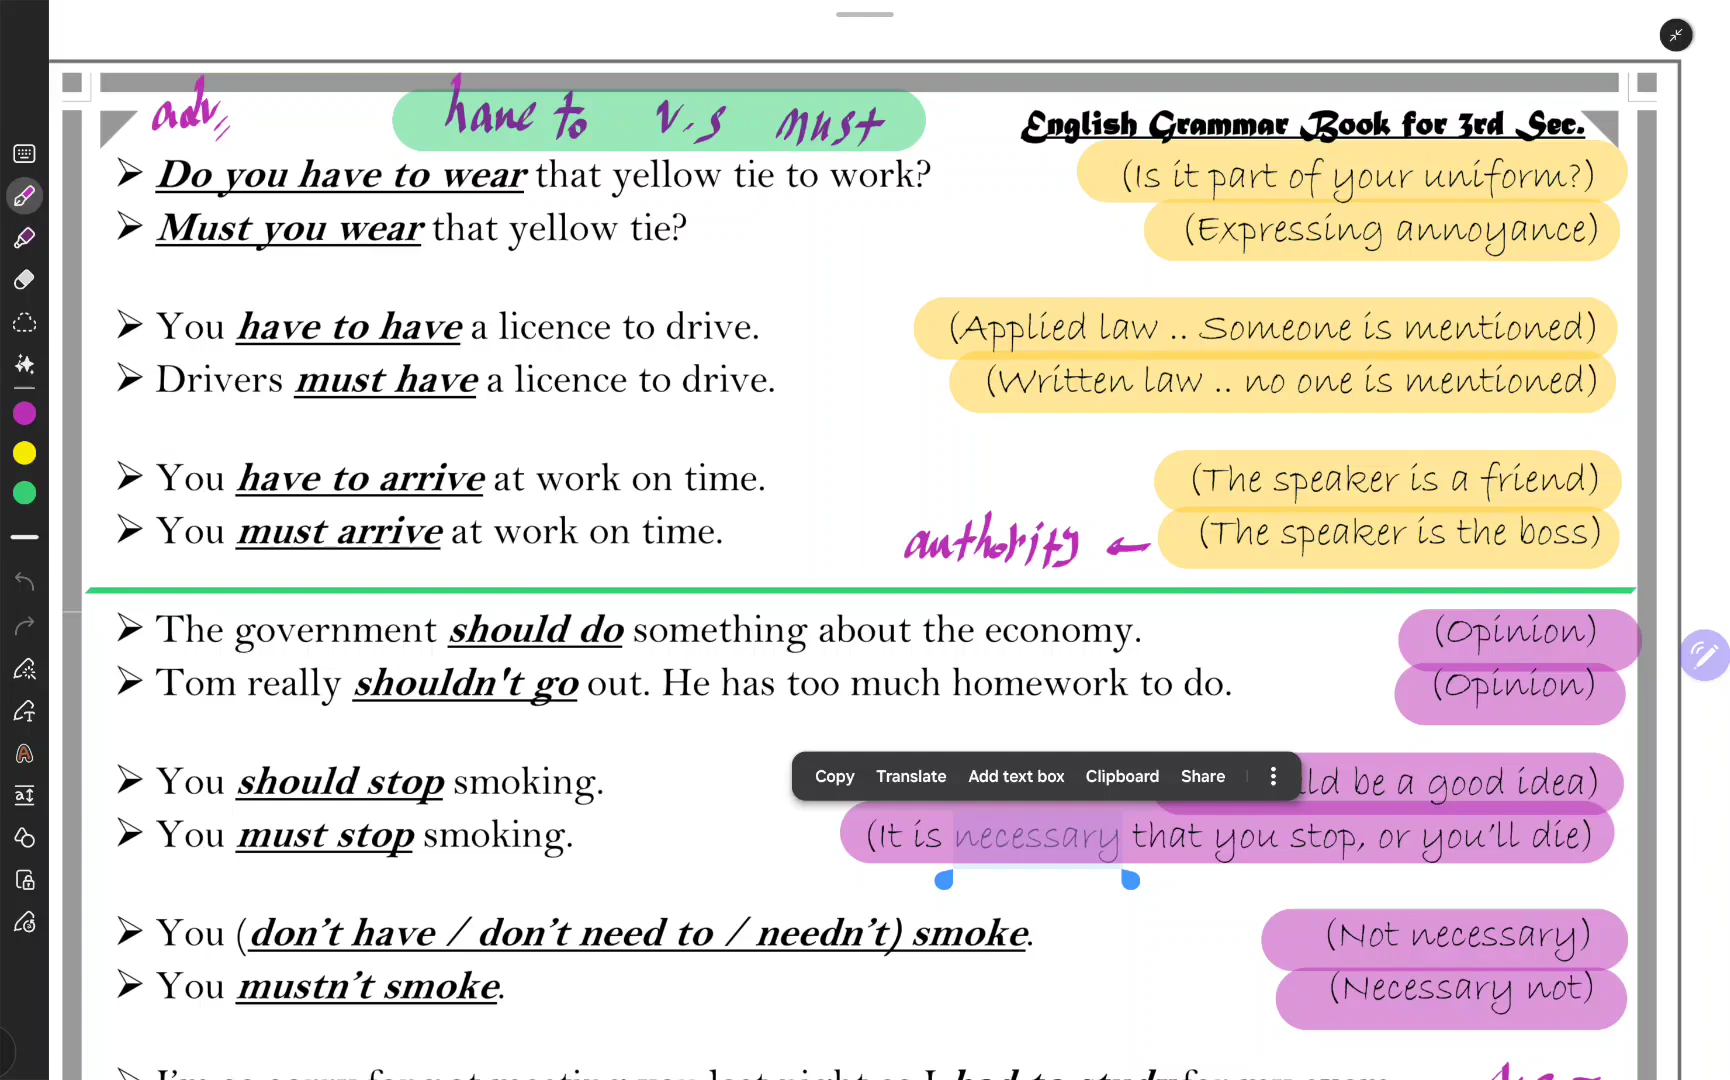 adv,
have to v.s must
English Grammar Book for 3rd Sec.
➢ Do you have to wear that yellow tie to work? (Is it part of your uniform?)
➢ Must you wear that yellow tie? (Expressing annoyance)
➢ You have to have a licence to drive. (Applied law .. Someone is mentioned)
➢ Drivers must have a licence to drive. (Written law .. no one is mentioned)
➢ You have to arrive at work on time. (The speaker is a friend)
➢ You must arrive at work on time. (The speaker is the boss)
authority ←
➢ The government should do something about the economy. (Opinion)
➢ Tom really shouldn't go out. He has too much homework to do. (Opinion)
Copy Translate Add text box Clipboard Share
➢ You should stop smoking. be a good idea)
➢ You must stop smoking. (It is necessary that you stop, or you'll die)
➢ You (don't have / don't need to / needn't) smoke. (Not necessary)
➢ You mustn't smoke. (Necessary not)